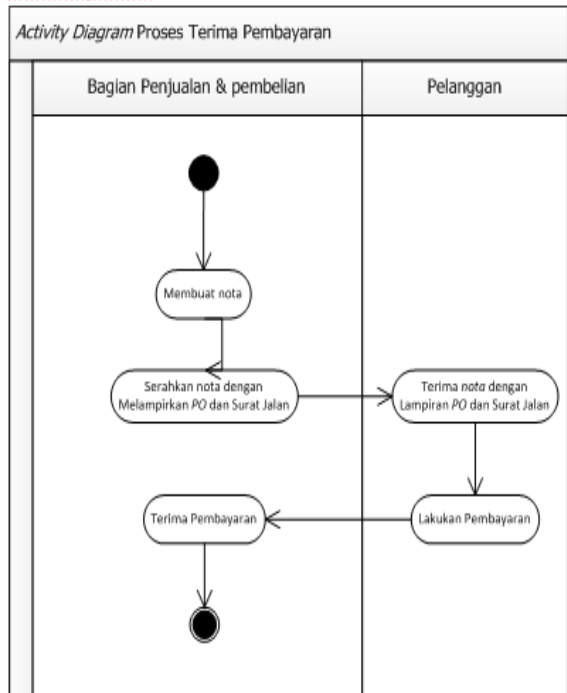 Activity Diagram Proses Terima Pembayaran
Bagian Penjualan & pembelian
Pelanggan
Membuat nota
Serahkan nota dengan
Melampirkan PO dan Surat Jalan
Terima nota dengan
Lampiran PO dan Surat Jalan
Terima Pembayaran
Lakukan Pembayaran